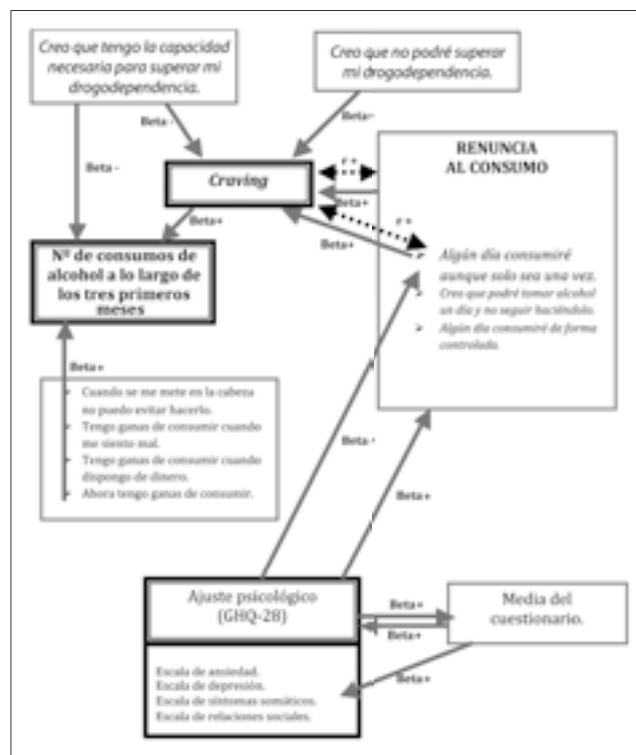 Creo que tengo la capacidad
necesaria para superar mi
drogodependencia.
Creo que no podré superar
mi drogodependencia.
Beta -
Beta-
Beta -
RENUNCIA
AL CONSUMO
r +
Craving
Beta+
Beta+
r +
Beta+
Nº de consumos de
alcohol a lo largo de
los tres primeros
meses
Algún día consumiré
aunque solo sea una vez.
Creo que podré tomar alcohol
un día y no seguir haciéndolo.
Algún día consumiré de forma
controlada.
Beta +
Cuando se me mete en la cabeza
no puedo evitar hacerlo.
Tengo ganas de consumir cuando
me siento mal.
Tengo ganas de consumir cuando
dispongo de dinero.
Ahora tengo ganas de consumir.
Beta -
Beta +
Ajuste psicológico
(GHQ-28)
Beta+
Beta+
Media del
cuestionario.
Beta+
Escala de ansiedad.
Escala de depresión.
Escala de síntomas somáticos.
Escala de relaciones sociales.